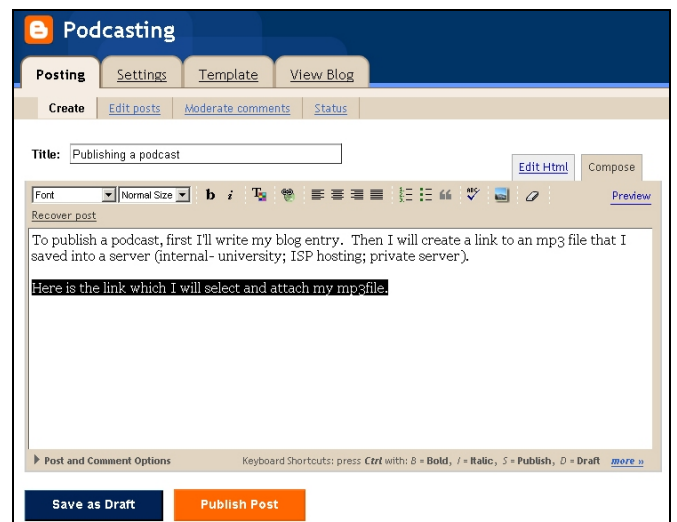 Podcasting
Posting Settings Template View Blog
Create Edit posts Moderate comments Status
Title: Publishing a podcast
Edit Html Compose
Font Normal Size b i T ABC Preview
Recover post
To publish a podcast, first I'll write my blog entry. Then I will create a link to an mp3 file that I
saved into a server (internal- university; ISP hosting; private server).
Here is the link which I will select and attach my mp3file.
Post and Comment Options Keyboard Shortcuts: press Ctrl with: B = Bold, I = Italic, S = Publish, D = Draft more »
Save as Draft Publish Post